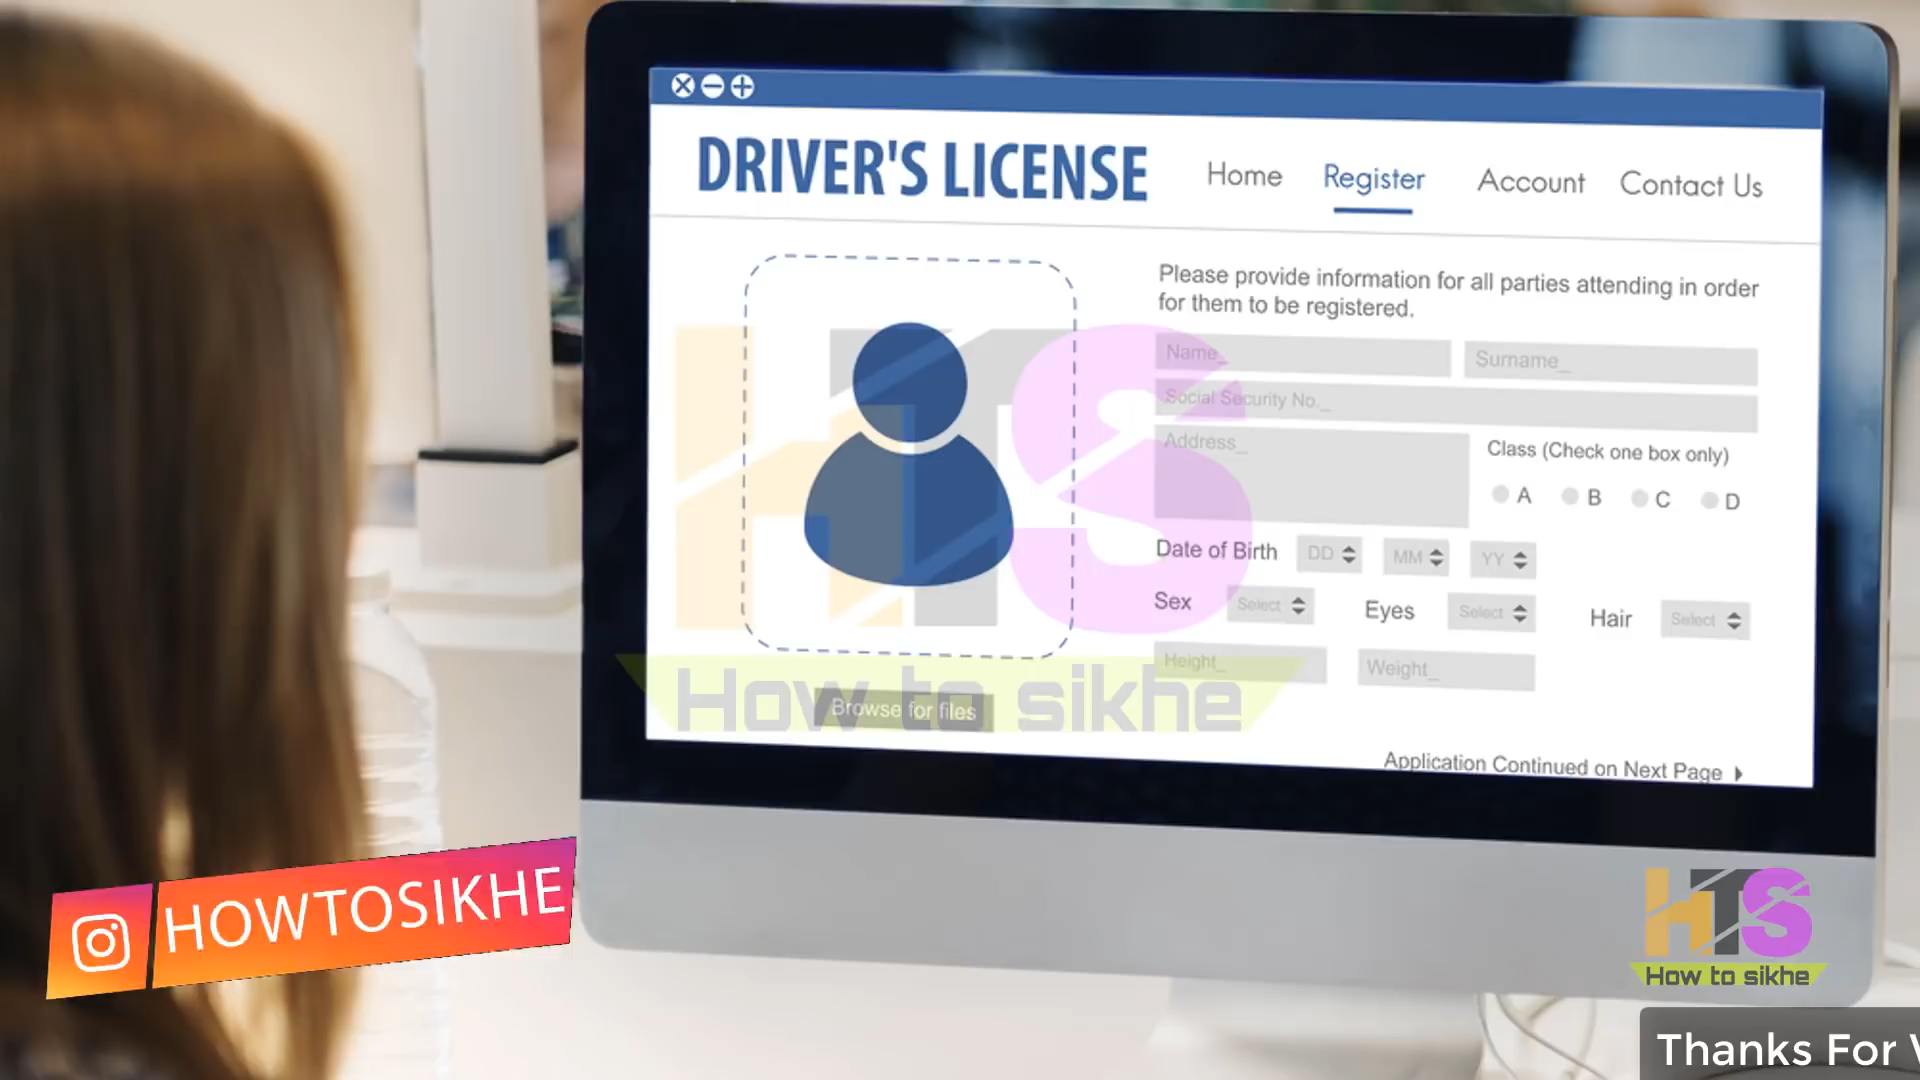 DRIVER'S LICENSE
Home Register Account Contact Us
Please provide information for all parties attending in order
for them to be registered.
Name_ Surname_
Social Security No._
Address_
Class (Check one box only)
A B C D
Date of Birth DD MM YY
Sex Select Eyes Select Hair Select
Height_ Weight_
Browse for files
Application Continued on Next Page
HTS
How to sikhe
HOWTOSIKHE
HTS
How to sikhe
Thanks For